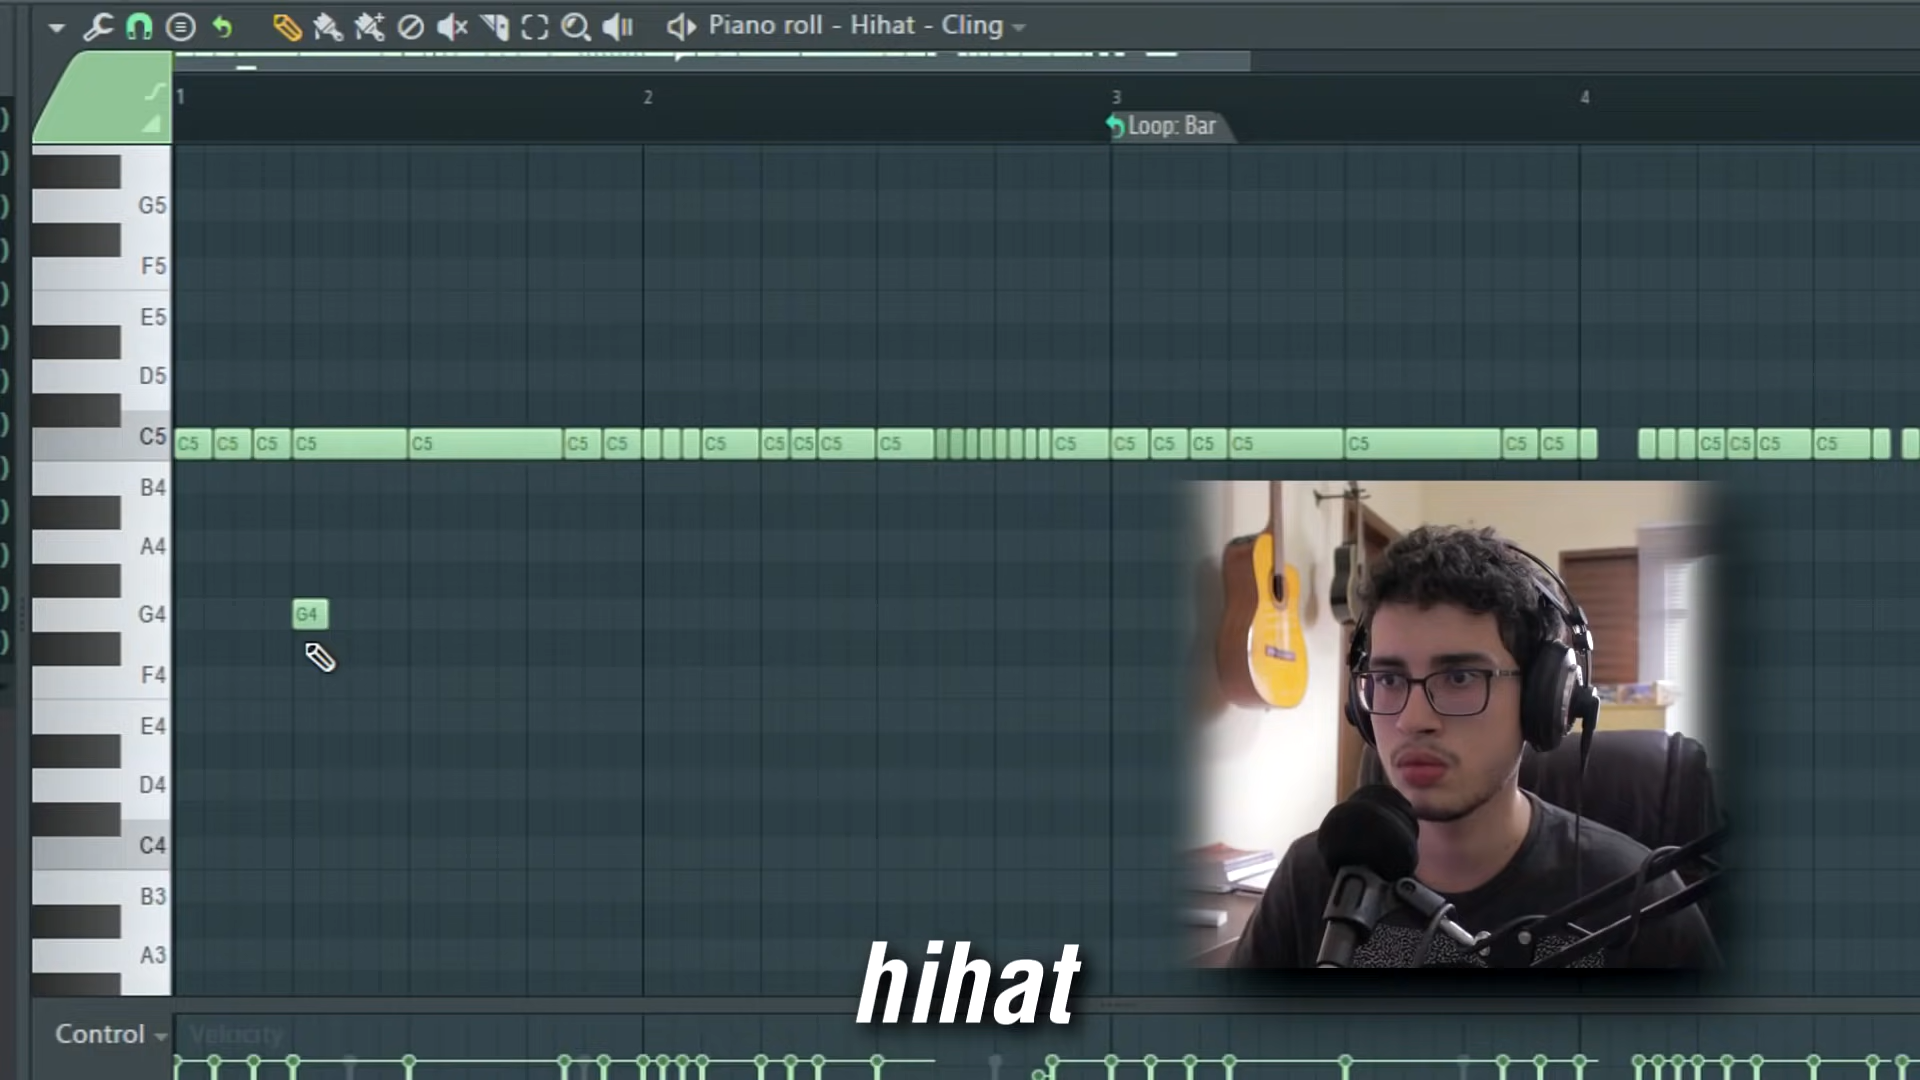 Piano roll - Hihat - Cling
1 2 3 4
Loop: Bar
G5
F5
E5
D5
C5
C5 C5 C5 C5 C5 C5 C5 C5 C5 C5 C5 C5 C5 C5 C5 C5 C5 C5 C5 C5 C5 C5 C5 C5
B4
A4
G4
G4
F4
E4
D4
C4
B3
A3
hihat
Control Velocity